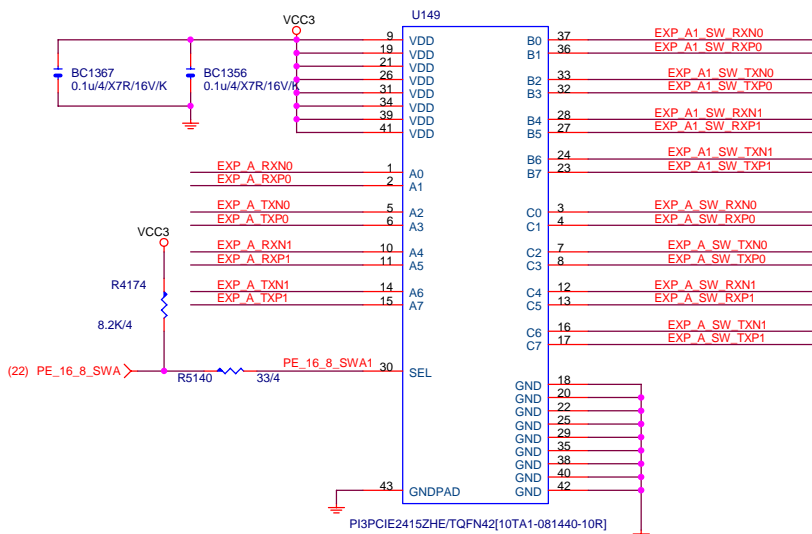 U149
VCC3
9 VDD
19 VDD
21 VDD
26 VDD
31 VDD
34 VDD
39 VDD
41 VDD
BC1367
0.1u/4/X7R/16V/K
BC1356
0.1u/4/X7R/16V/K
EXP_A_RXN0 1 A0
EXP_A_RXP0 2 A1
EXP_A_TXN0 5 A2
EXP_A_TXP0 6 A3
EXP_A_RXN1 10 A4
EXP_A_RXP1 11 A5
EXP_A_TXN1 14 A6
EXP_A_TXP1 15 A7
VCC3
R4174
8.2K/4
(22) PE_16_8_SWA
R5140 33/4
PE_16_8_SWA1 30 SEL
43 GNDPAD
B0 37 EXP_A1_SW_RXN0
B1 36 EXP_A1_SW_RXP0
B2 33 EXP_A1_SW_TXN0
B3 32 EXP_A1_SW_TXP0
B4 28 EXP_A1_SW_RXN1
B5 27 EXP_A1_SW_RXP1
B6 24 EXP_A1_SW_TXN1
B7 23 EXP_A1_SW_TXP1
C0 3 EXP_A_SW_RXN0
C1 4 EXP_A_SW_RXP0
C2 7 EXP_A_SW_TXN0
C3 8 EXP_A_SW_TXP0
C4 12 EXP_A_SW_RXN1
C5 13 EXP_A_SW_RXP1
C6 16 EXP_A_SW_TXN1
C7 17 EXP_A_SW_TXP1
GND 18
GND 20
GND 22
GND 25
GND 29
GND 35
GND 38
GND 40
GND 42
PI3PCIE2415ZHE/TQFN42[10TA1-081440-10R]